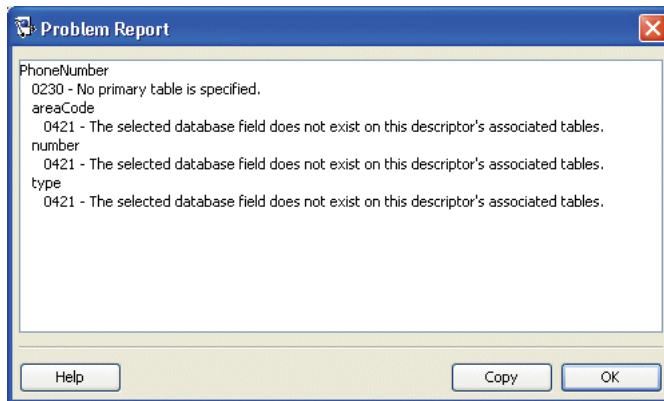 Problem Report
PhoneNumber
0230 - No primary table is specified.
areaCode
0421 - The selected database field does not exist on this descriptor's associated tables.
number
0421 - The selected database field does not exist on this descriptor's associated tables.
type
0421 - The selected database field does not exist on this descriptor's associated tables.
Help Copy OK